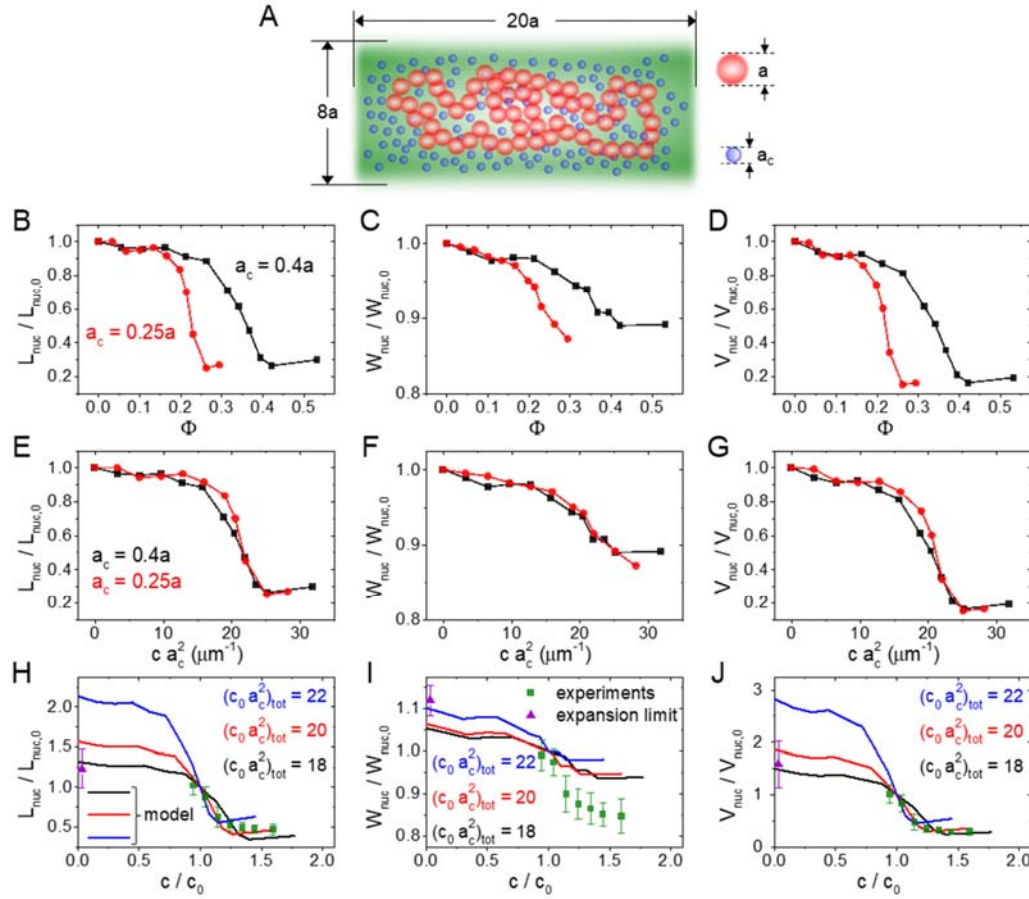 A
20a
8a
a
a_c
B
L_nuc / L_nuc,0
1.0
0.8
0.6
0.4
0.2
a_c = 0.4a
a_c = 0.25a
0.0 0.1 0.2 0.3 0.4 0.5
Φ
C
W_nuc / W_nuc,0
1.0
0.9
0.8
0.0 0.1 0.2 0.3 0.4 0.5
Φ
D
V_nuc / V_nuc,0
1.0
0.8
0.6
0.4
0.2
0.0 0.1 0.2 0.3 0.4 0.5
Φ
E
L_nuc / L_nuc,0
1.0
0.8
0.6
0.4
0.2
a_c = 0.4a
a_c = 0.25a
0 10 20 30
c a_c^2 (μm^-1)
F
W_nuc / W_nuc,0
1.0
0.9
0.8
0 10 20 30
c a_c^2 (μm^-1)
G
V_nuc / V_nuc,0
1.0
0.8
0.6
0.4
0.2
0 10 20 30
c a_c^2 (μm^-1)
H
L_nuc / L_nuc,0
2.0
1.5
1.0
0.5
(c_0 a_c^2)_tot = 22
(c_0 a_c^2)_tot = 20
(c_0 a_c^2)_tot = 18
model
0.0 0.5 1.0 1.5 2.0
c / c_0
I
W_nuc / W
1.1
1.0
0.9
0.8
experiments
expansion limit
(c_0 a_c^2)_tot = 22
(c_0 a_c^2)_tot = 20
(c_0 a_c^2)_tot = 18
0.0 0.5 1.0 1.5 2.0
c / c_0
J
V_nuc / V_nuc,0
3
2
1
0
(c_0 a_c^2)_tot = 22
(c_0 a_c^2)_tot = 20
(c_0 a_c^2)_tot = 18
0.0 0.5 1.0 1.5 2.0
c / c_0